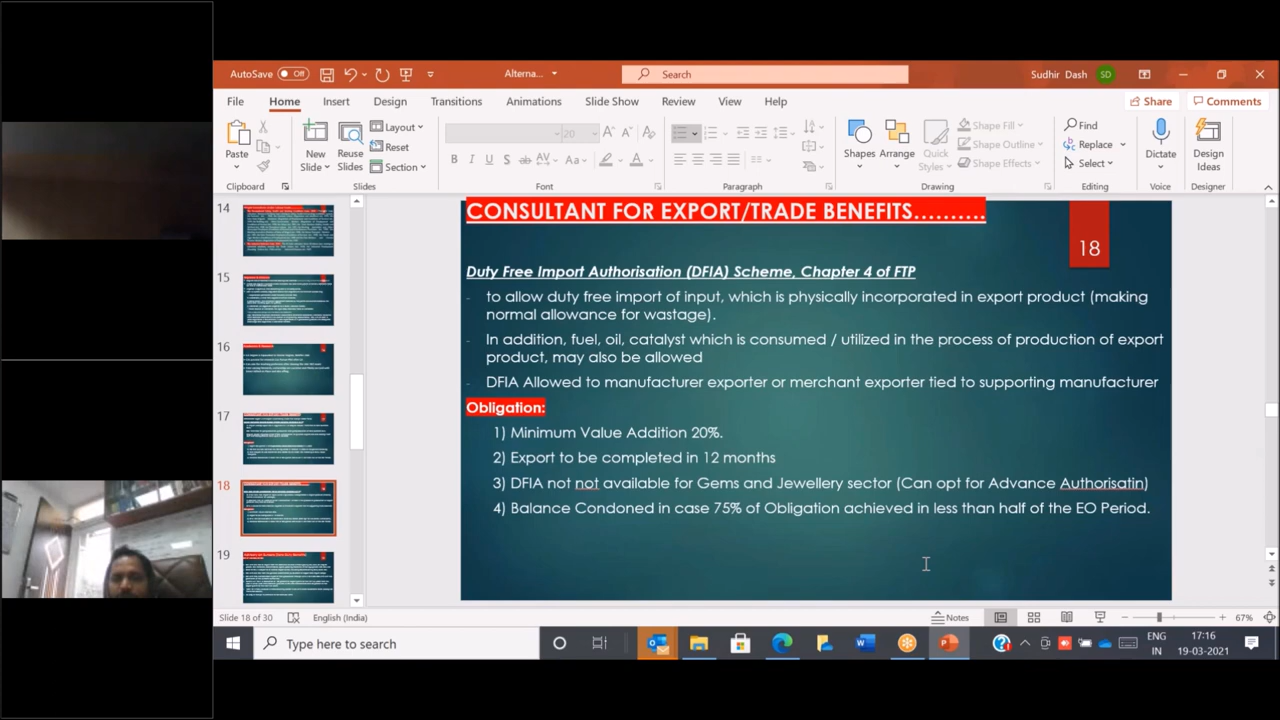 AutoSave Off Alterna... Search Sudhir Dash SD
File Home Insert Design Transitions Animations Slide Show Review View Help Share Comments
Paste New Slide Reuse Slides Layout Reset Section 20 Shapes Arrange Quick Styles Shape Fill Shape Outline Shape Effects Find Replace Select Dictate Design Ideas
B I U S ab AV Aa A
Clipboard Slides Font Paragraph Drawing Editing Voice Designer
14
15
16
17
18
19
CONSULTANT FOR EXPORT/TRADE BENEFITS..........
18
Duty Free Import Authorisation (DFIA) Scheme, Chapter 4 of FTP
to allow duty free import of input, which is physically incorporated in export product (making
normal allowance for wastage).
- In addition, fuel, oil, catalyst which is consumed / utilized in the process of production of export
product, may also be allowed
- DFIA Allowed to manufacturer exporter or merchant exporter tied to supporting manufacturer
Obligation:
1) Minimum Value Addition 20%.
2) Export to be completed in 12 months
3) DFIA not not available for Gems and Jewellery sector (Can opt for Advance Authorisatin)
4) Balance Condoned in case 75% of Obligation achieved in less than half of the EO Period.
Slide 18 of 30 English (India) Notes 67%
Type here to search
ENG 17:16
IN 19-03-2021